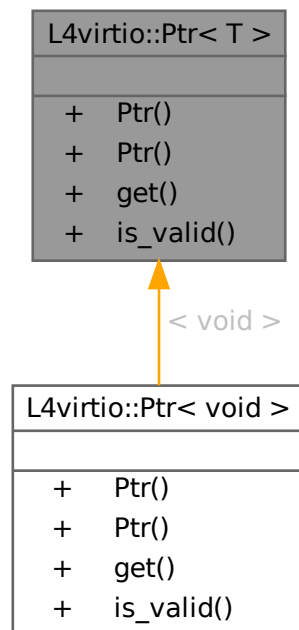 L4virtio::Ptr< T >
+ Ptr()
+ Ptr()
+ get()
+ is_valid()
< void >
L4virtio::Ptr< void >
+ Ptr()
+ Ptr()
+ get()
+ is_valid()